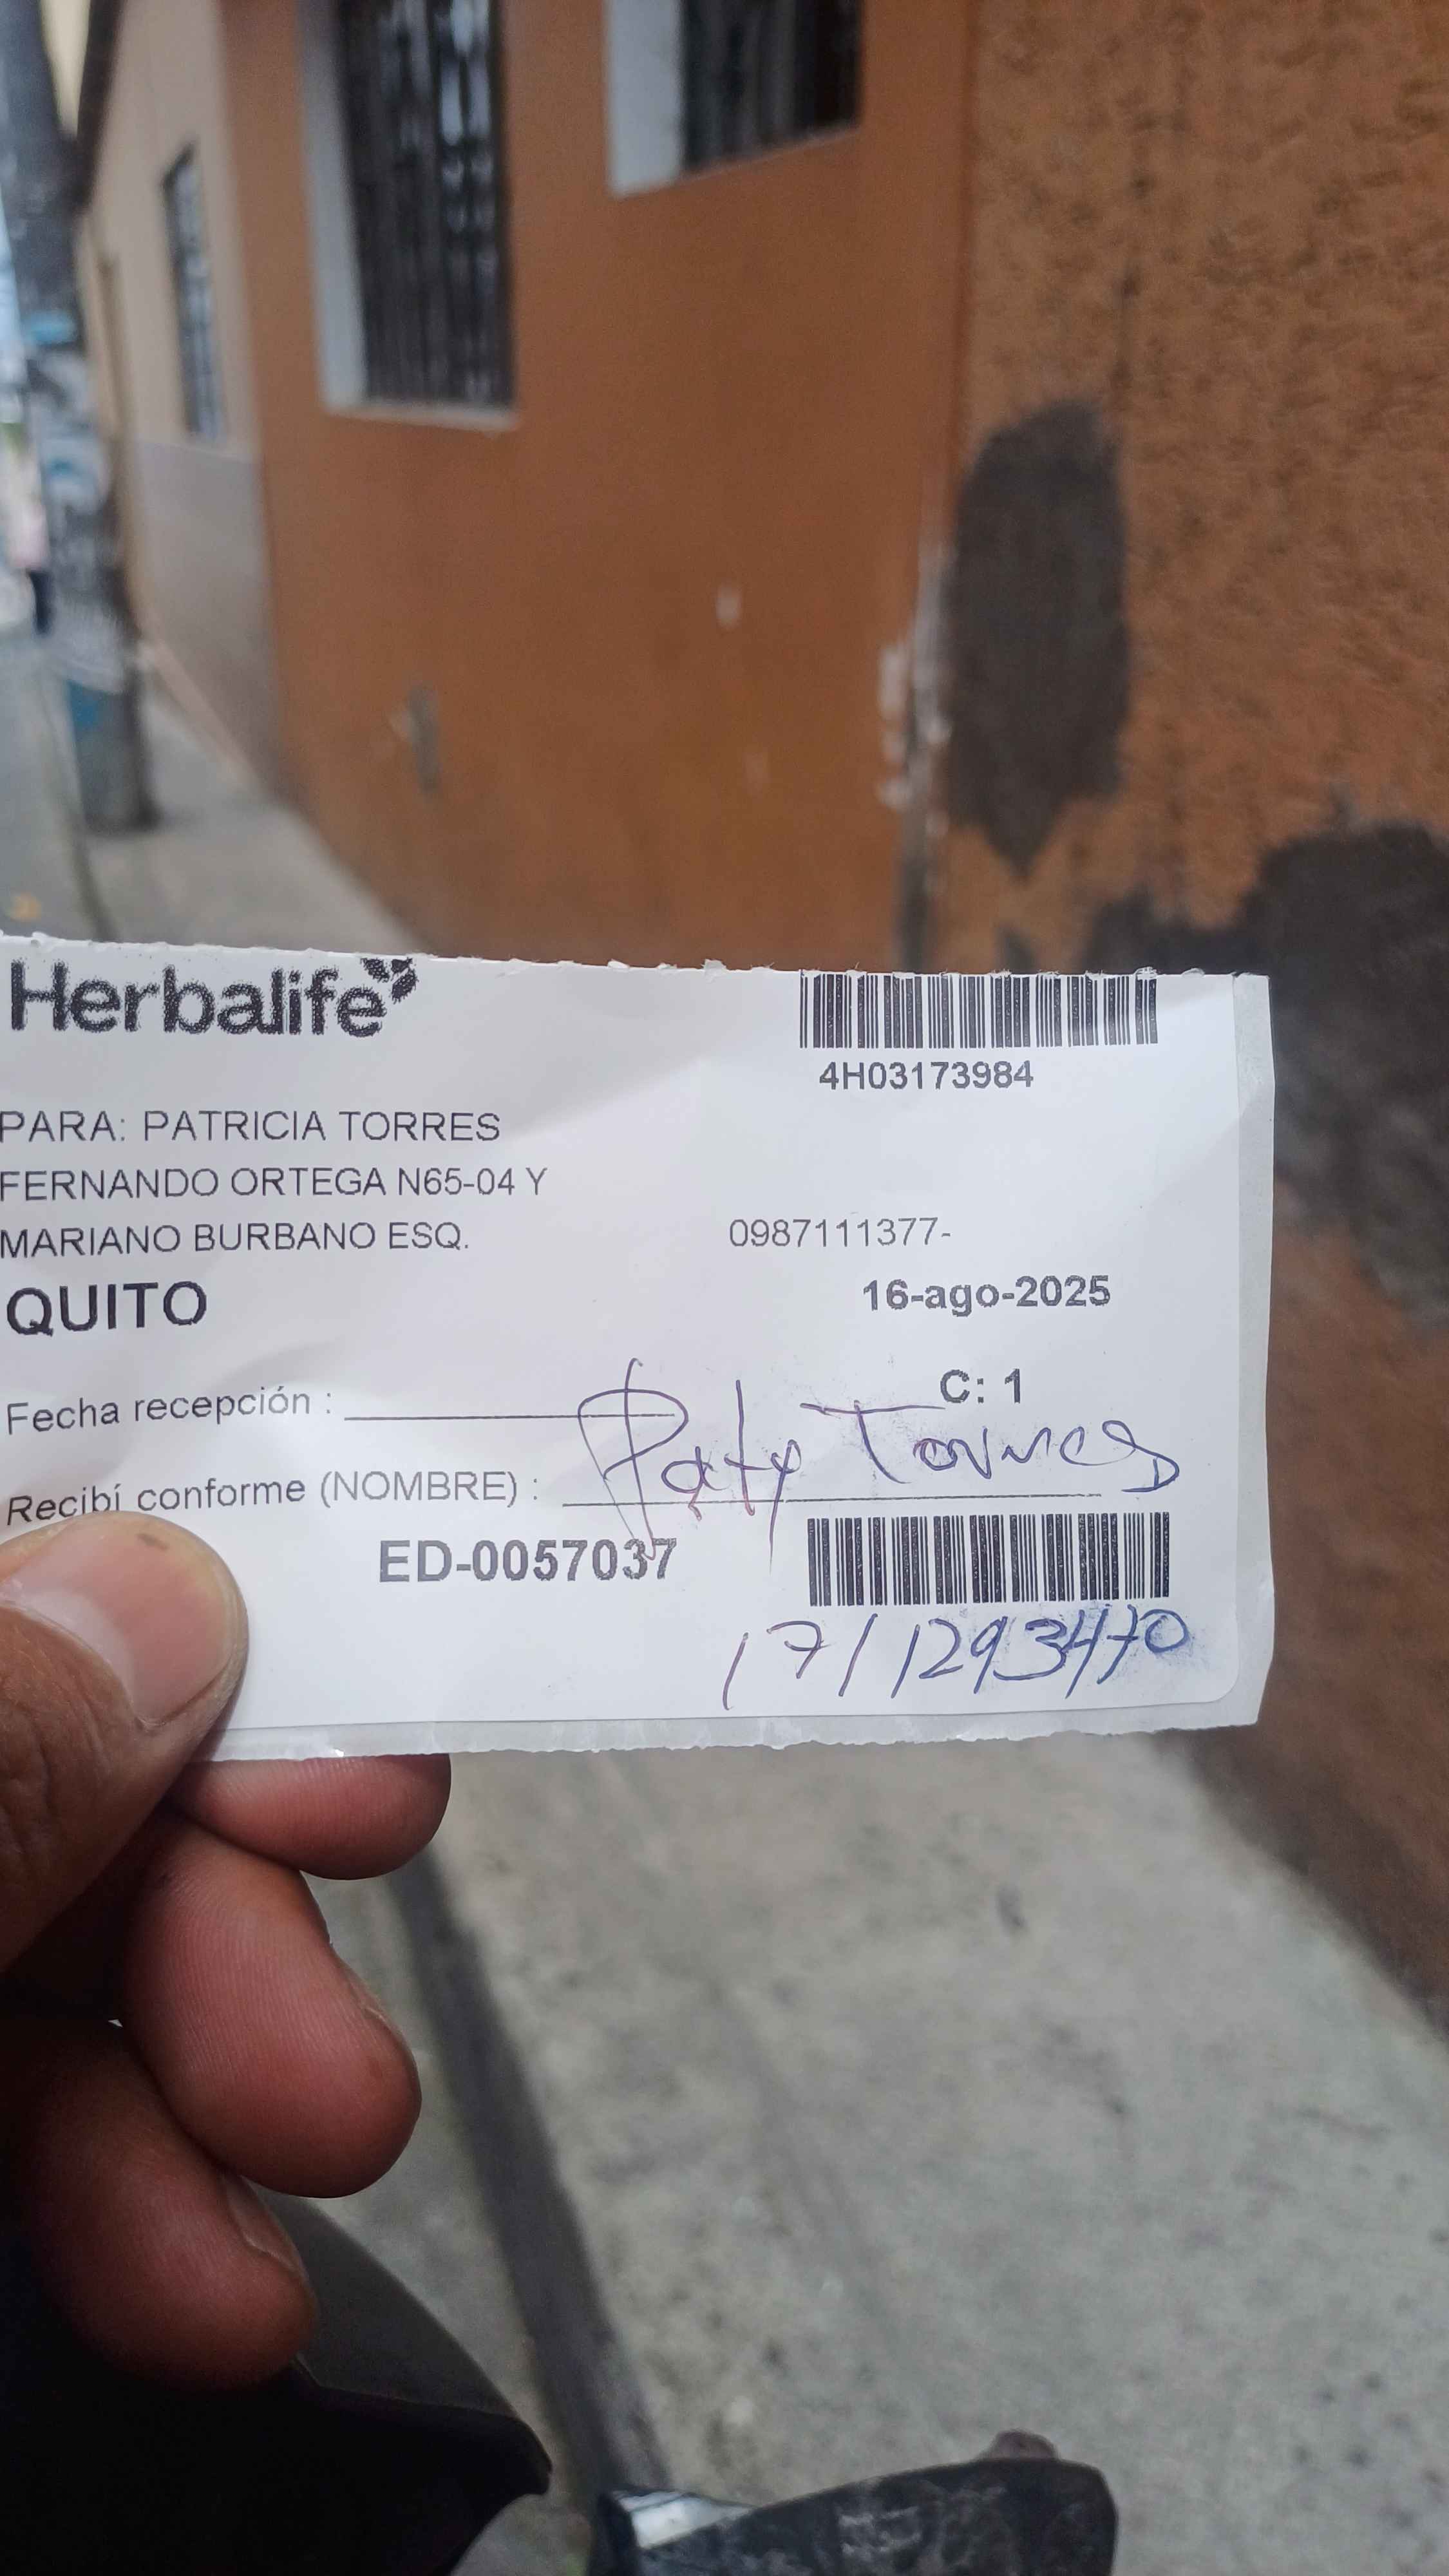 Herbalife
4H03173984
PARA: PATRICIA TORRES
FERNANDO ORTEGA N65-04 Y
MARIANO BURBANO ESQ.
0987111377-
QUITO
16-ago-2025
C: 1
Fecha recepción :
Recibí conforme (NOMBRE) : Paty Torres
ED-0057037
1711293470